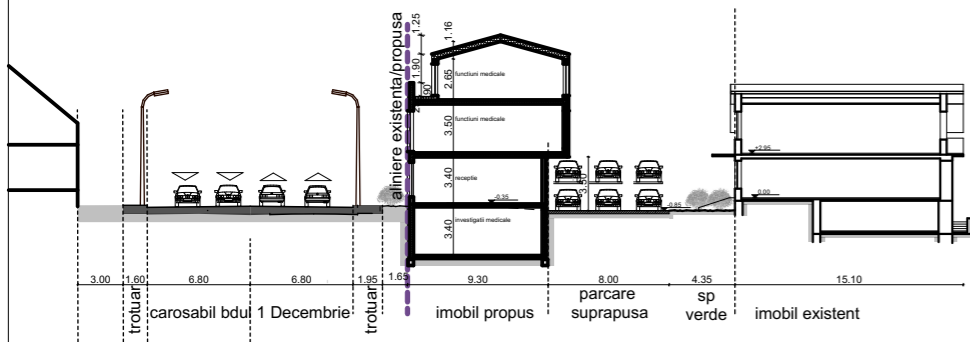 1.25
1.16
aliniere existenta/propusa
1.90
2.65
functiuni medicale
90
3.50
functiuni medicale
+2.95
3.40
receptie
3.50
-0.35
0.00
-0.85
3.40
investigatii medicale
3.00
1.60
6.80
6.80
1.95
1.65
9.30
8.00
4.35
15.10
trotuar
carosabil bdul 1 Decembrie
trotuar
imobil propus
parcare
suprapusa
sp
verde
imobil existent